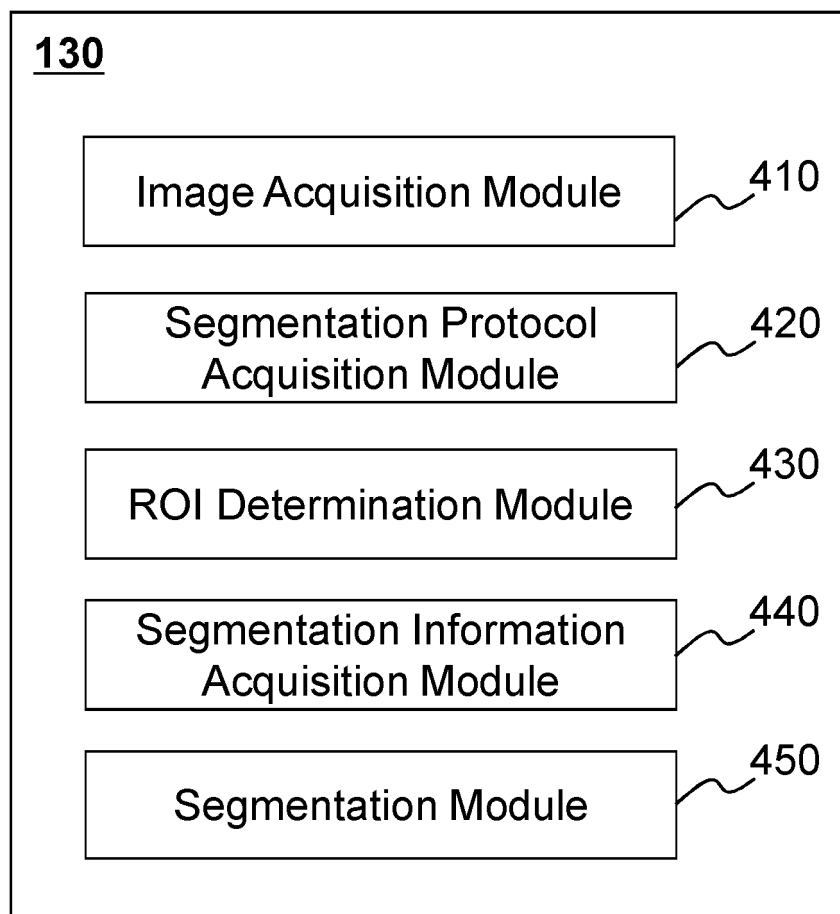 130
Image Acquisition Module
410
Segmentation Protocol
Acquisition Module
420
ROI Determination Module
430
Segmentation Information
Acquisition Module
440
Segmentation Module
450